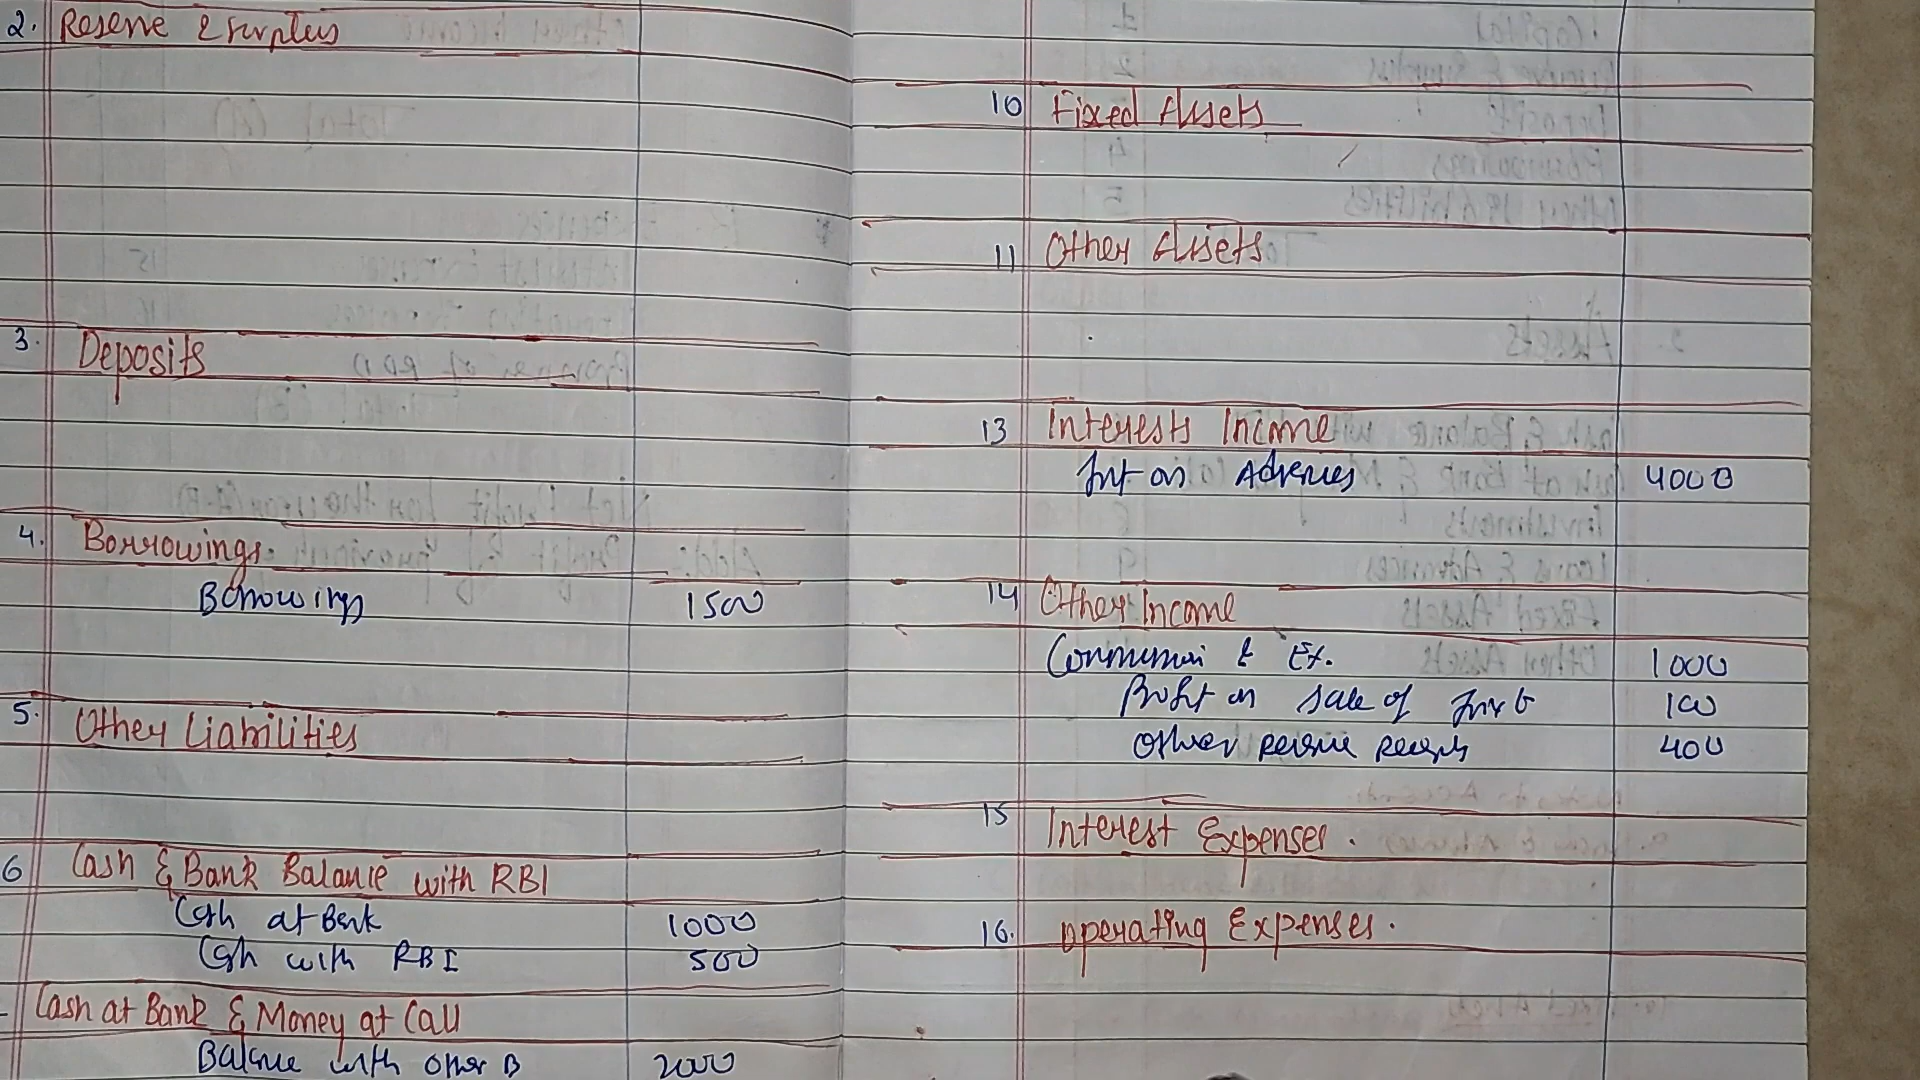 2. Reserve & Surplus
3. Deposits
4. Borrowings
Borrowings 1500
5. Other Liabilities
6 Cash & Bank Balance with RBI
Cash at Bank 1000
Cash with RBI 500
Cash at Bank & Money at Call
Balance with other B 2000
10 Fixed Assets
11 Other Assets
13 Interests Income
Int on Advances 4000
14 Other Income
Commission & Ex. 1000
Profit on Sale of 100
Other 400
15 Interest Expenses.
16. Operating Expenses.